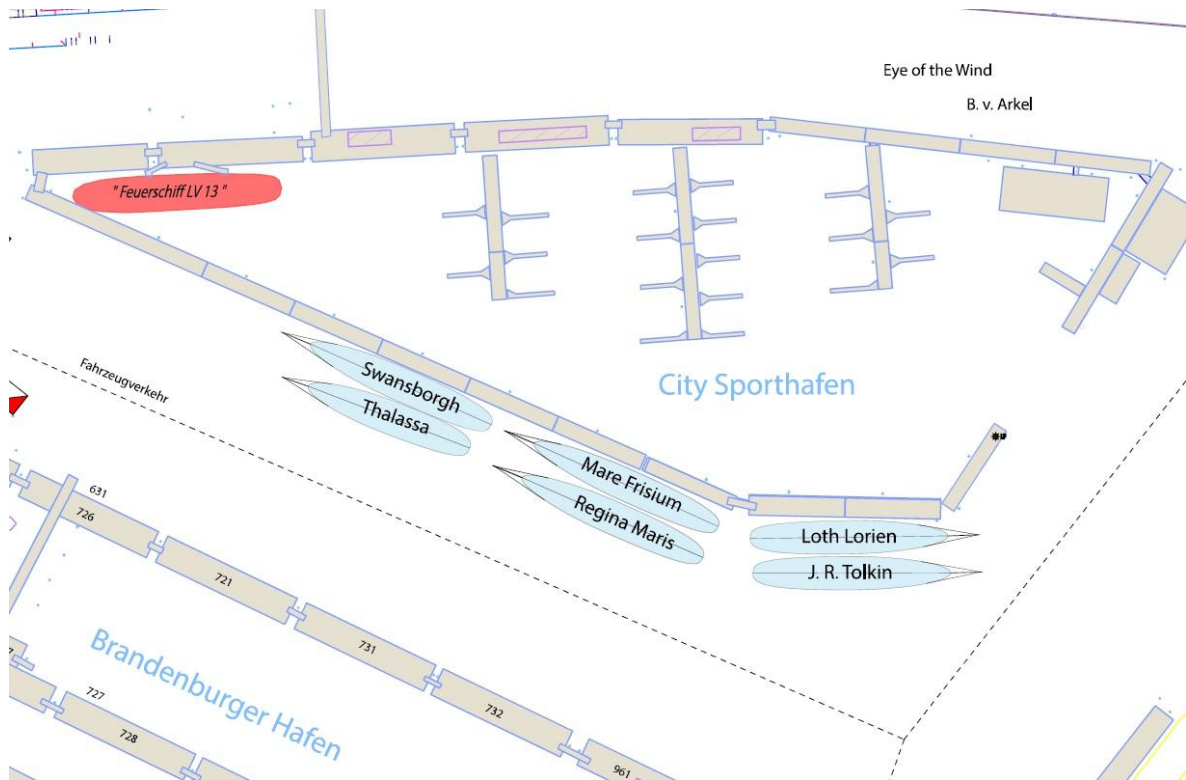 Eye of the Wind
B. v. Arkel
" Feuerschiff LV 13 "
Fahrzeugverkehr
Swansborgh
Thalassa
City Sporthafen
Mare Frisium
Regina Maris
Loth Lorien
J. R. Tolkin
631
726
721
731
732
961
Brandenburger Hafen
727
728